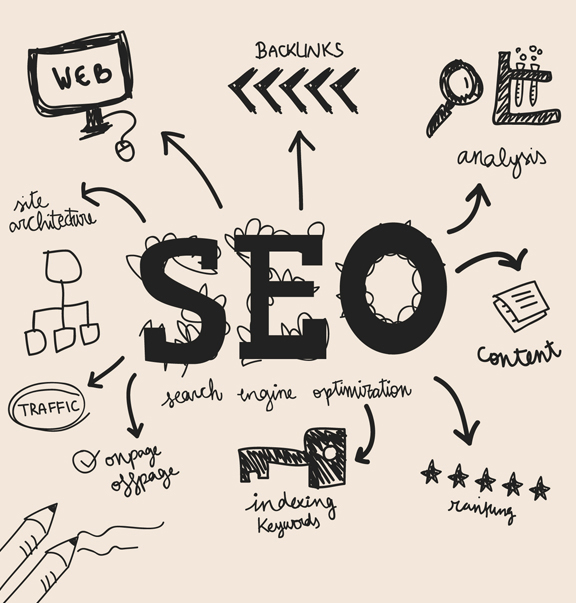 WEB
BACKLINKS
analysis
site
architecture
SEO
search engine optimization
content
TRAFFIC
onpage
offpage
indexing
Keywords
ranking